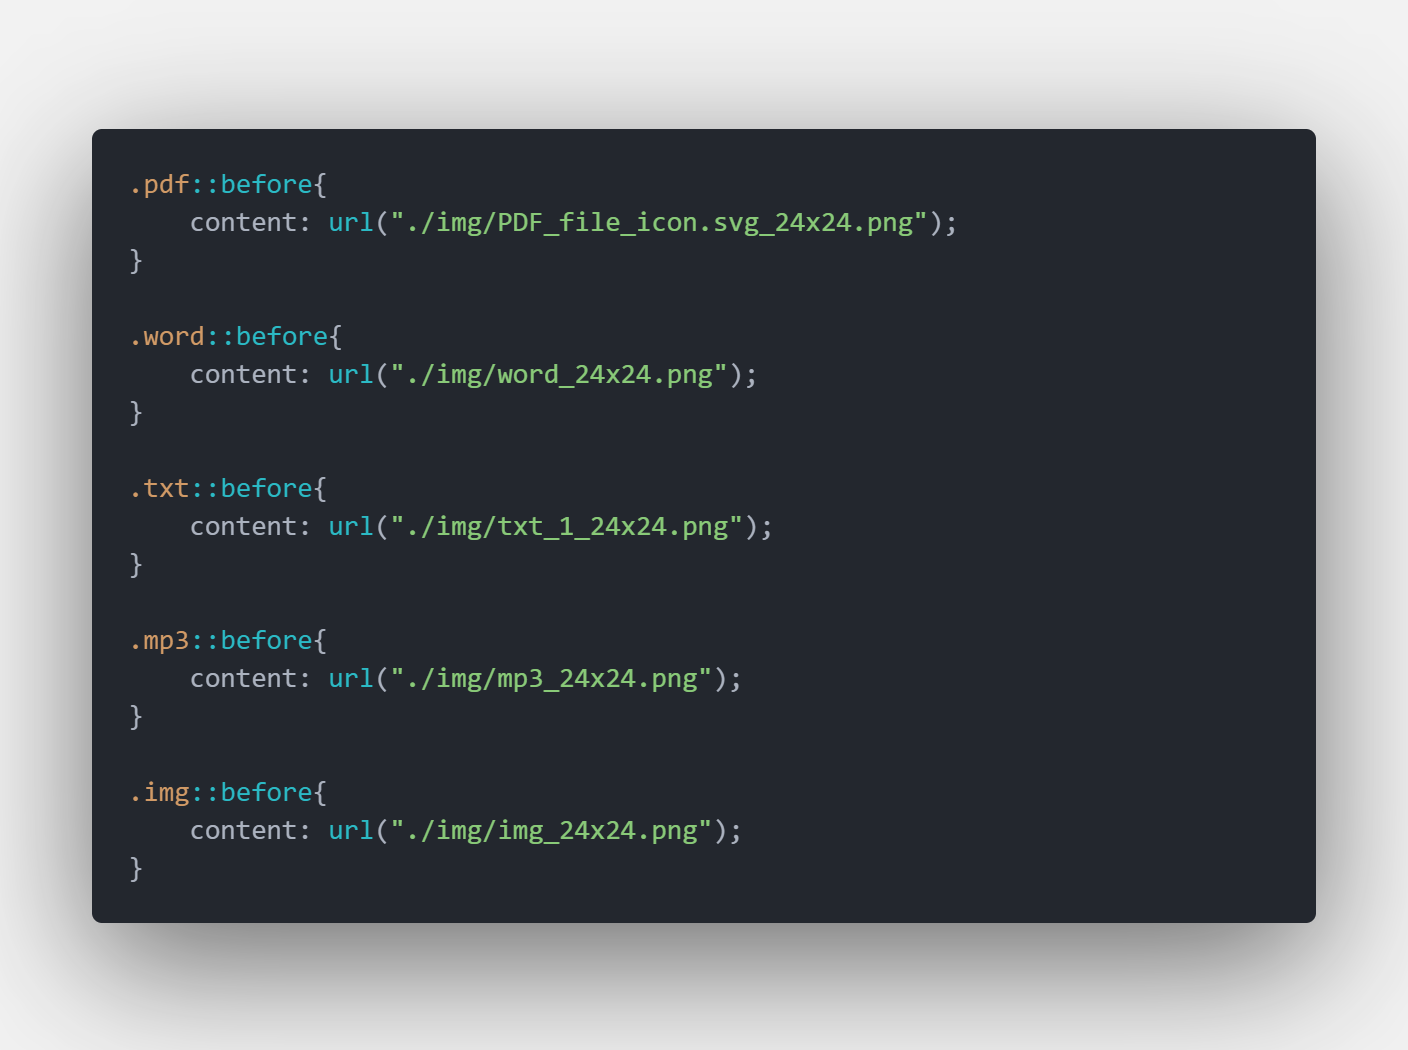 .pdf::before{
    content: url("./img/PDF_file_icon.svg_24x24.png");
}

.word::before{
    content: url("./img/word_24x24.png");
}

.txt::before{
    content: url("./img/txt_1_24x24.png");
}

.mp3::before{
    content: url("./img/mp3_24x24.png");
}

.img::before{
    content: url("./img/img_24x24.png");
}